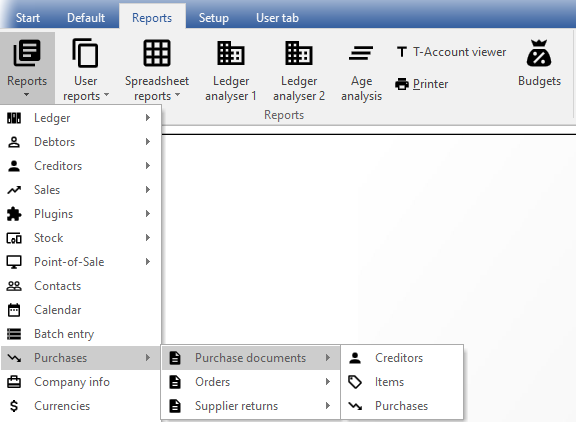 Start
Default
Reports
Setup
User tab
Reports
User
reports
Spreadsheet
reports
Ledger
analyser 1
Ledger
analyser 2
Age
analysis
T-Account viewer
Printer
Budgets
Reports
Ledger
Debtors
Creditors
Sales
Plugins
Stock
Point-of-Sale
Contacts
Calendar
Batch entry
Purchases
Company info
Currencies
Purchase documents
Orders
Supplier returns
Creditors
Items
Purchases